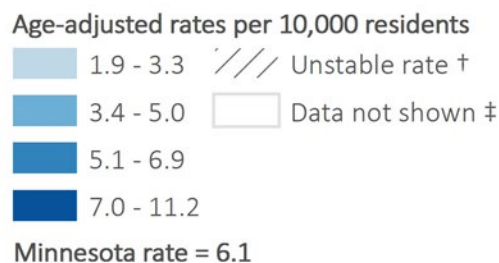 Age-adjusted rates per 10,000 residents
1.9 - 3.3 Unstable rate †
3.4 - 5.0 Data not shown ‡
5.1 - 6.9
7.0 - 11.2
Minnesota rate = 6.1